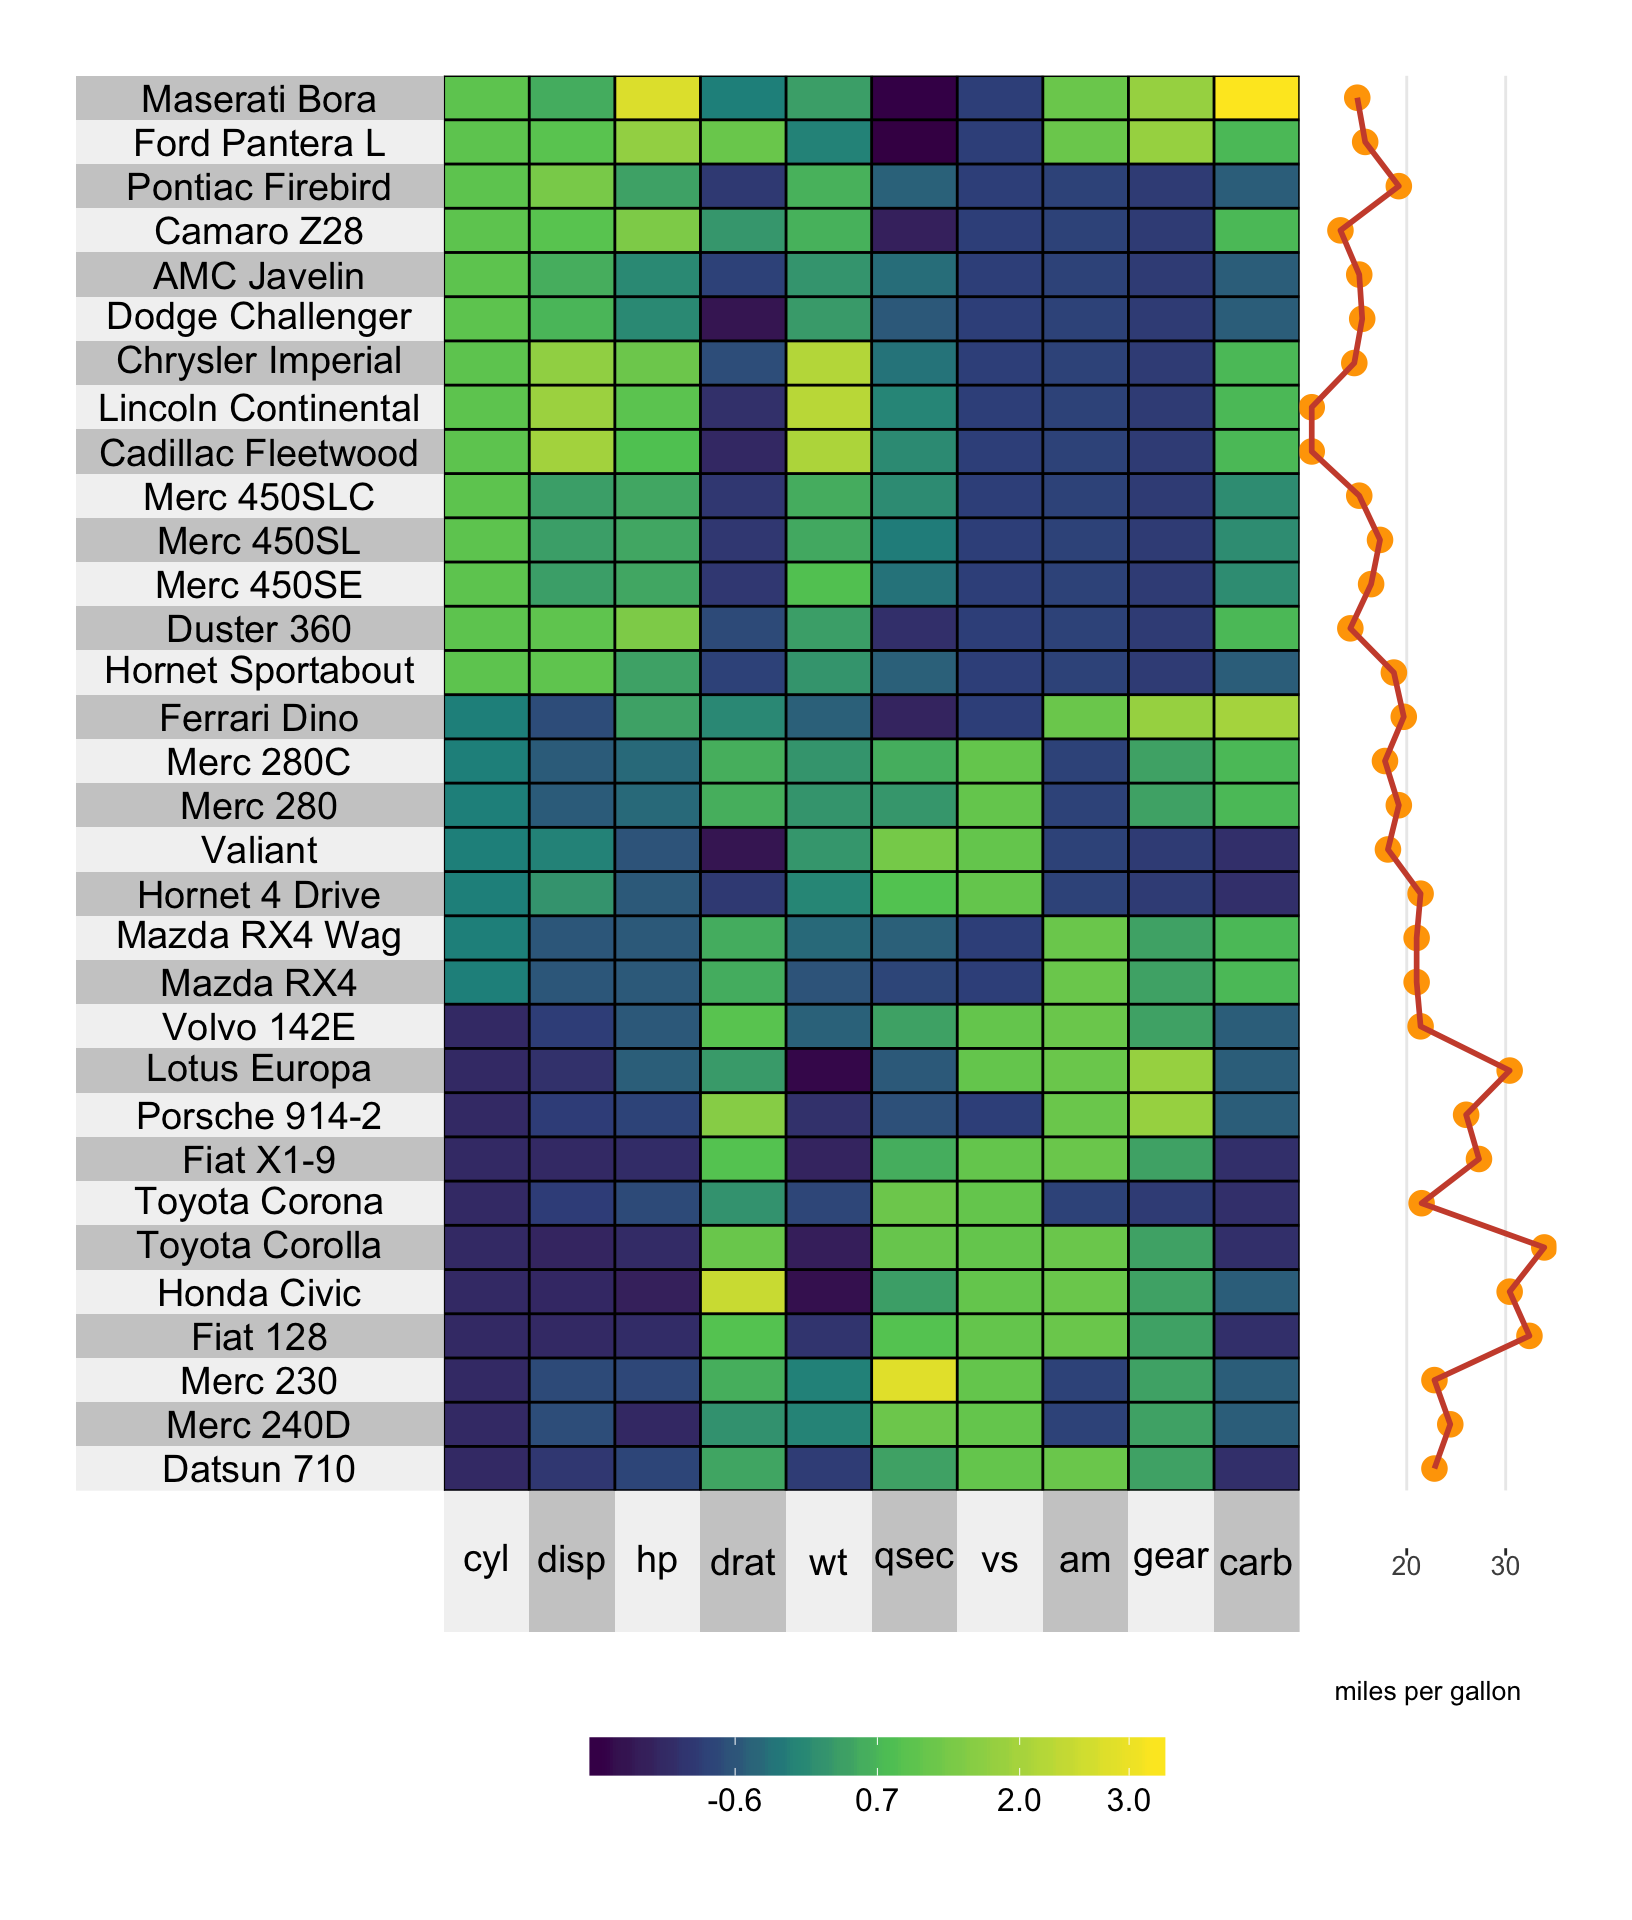 Maserati Bora
Ford Pantera L
Pontiac Firebird
Camaro Z28
AMC Javelin
Dodge Challenger
Chrysler Imperial
Lincoln Continental
Cadillac Fleetwood
Merc 450SLC
Merc 450SL
Merc 450SE
Duster 360
Hornet Sportabout
Ferrari Dino
Merc 280C
Merc 280
Valiant
Hornet 4 Drive
Mazda RX4 Wag
Mazda RX4
Volvo 142E
Lotus Europa
Porsche 914-2
Fiat X1-9
Toyota Corona
Toyota Corolla
Honda Civic
Fiat 128
Merc 230
Merc 240D
Datsun 710
cyl disp hp drat wt qsec vs am gear carb 20 30
miles per gallon
-0.6 0.7 2.0 3.0